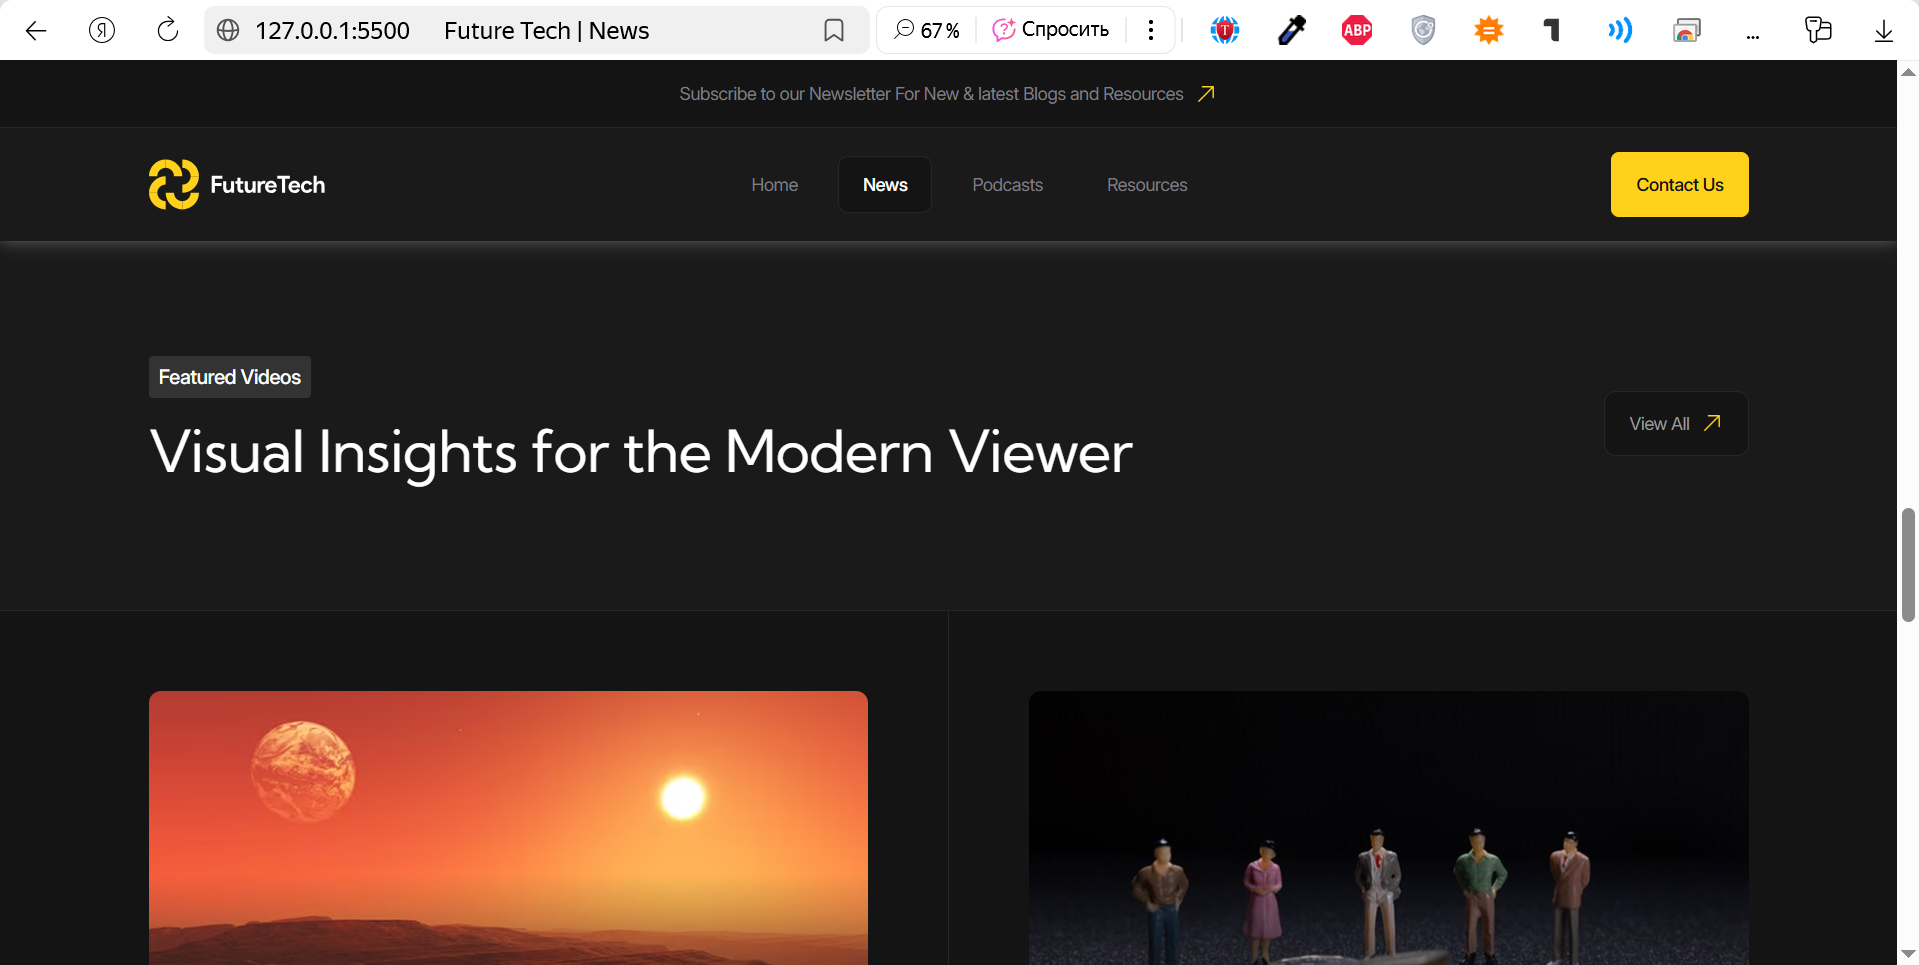 Я
127.0.0.1:5500 Future Tech | News
67 %
Спросить
T
ABP
...
Subscribe to our Newsletter For New & latest Blogs and Resources
FutureTech
Home
News
Podcasts
Resources
Contact Us
Featured Videos
Visual Insights for the Modern Viewer
View All